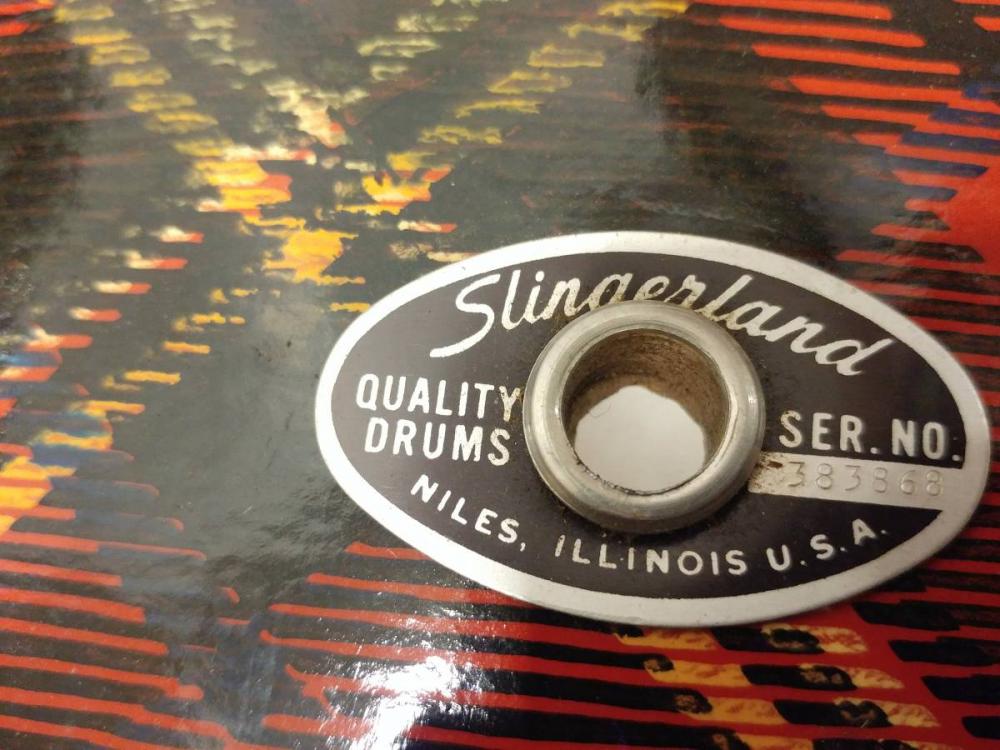 Slingerland
QUALITY
DRUMS
SER. NO.
383868
NILES, ILLINOIS U.S.A.